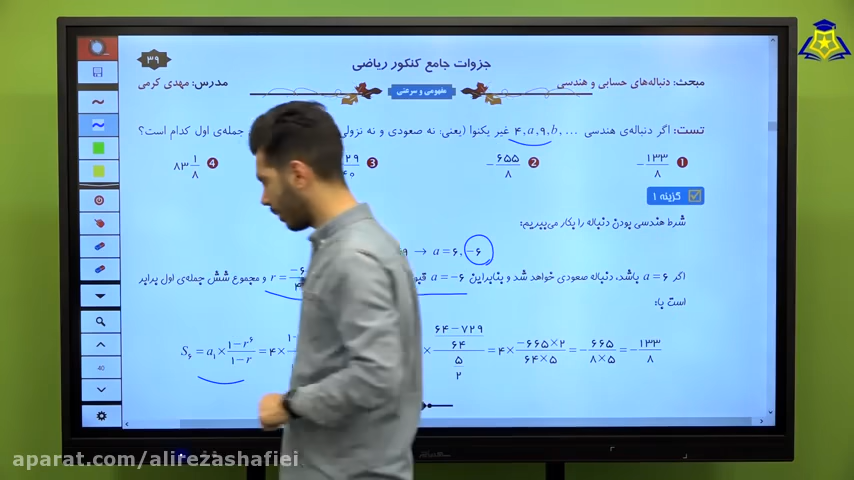 ۳۹
جزوات جامع کنکور ریاضی
مبحث: دنباله‌های حسابی و هندسی
مفهومی و سرعتی
مدرس: مهدی کرمی
تست: اگر دنباله‌ی هندسی ۴, a, ۹, b, ... غیر یکنوا (یعنی: نه صعودی و نه نزولی جمله‌ی اول کدام است؟
۱ -۱۳۳/۸
۲ -۶۵۵/۸
۳
۴ ۸۳ ۱/۸
گزینه ۱
شرط هندسی بودن دنباله را بکار می‌بریم:
→ a = ۶, -۶
اگر a = ۶ باشد، دنباله صعودی خواهد شد و بنابراین a = -۶ r = و مجموع شش جمله‌ی اول برابر
است با:
S۶ = a۱ × (۱-r^۶)/(۱-r) = ۴ × ((۶۴-۷۲۹)/۶۴)/(۵/۲) = ۴ × (-۶۶۵×۲)/(۶۴×۵) = -۶۶۵/(۸×۵) = -۱۳۳/۸
40
aparat.com/alirezashafiei